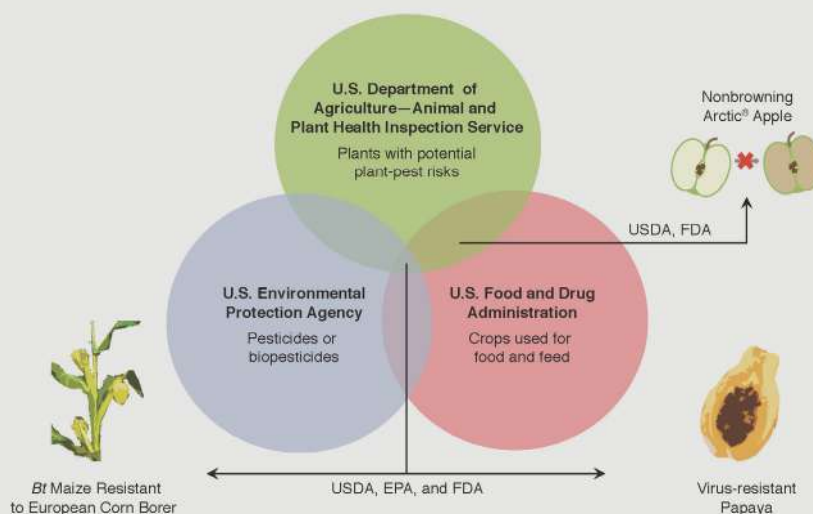 U.S. Department of
Agriculture—Animal and
Plant Health Inspection Service
Plants with potential
plant-pest risks
Nonbrowning
Arctic® Apple
USDA, FDA
U.S. Environmental
Protection Agency
Pesticides or
biopesticides
U.S. Food and Drug
Administration
Crops used for
food and feed
Bt Maize Resistant
to European Corn Borer
USDA, EPA, and FDA
Virus-resistant
Papaya